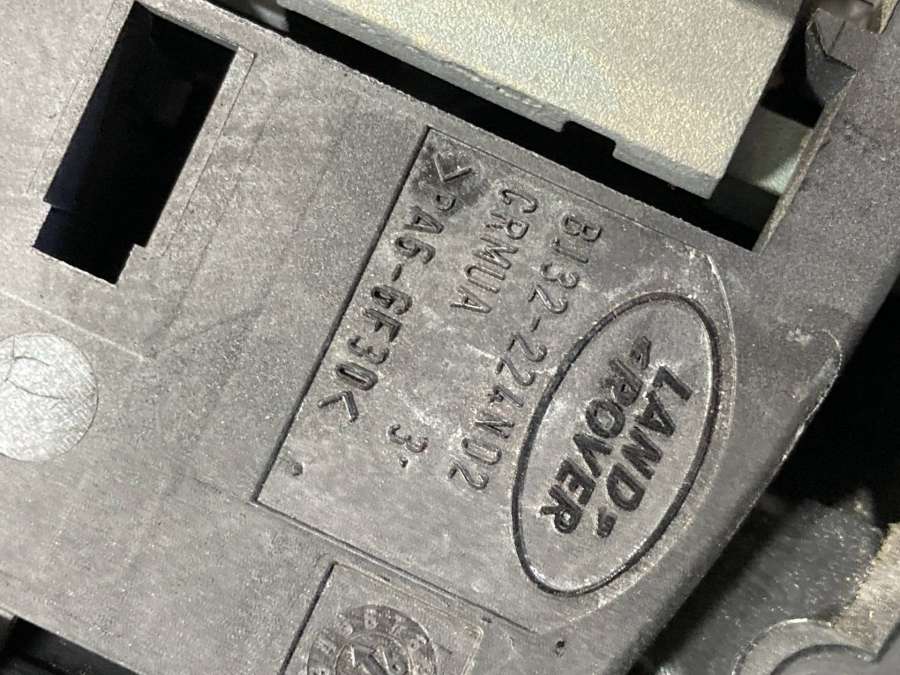 LAND
ROVER
BJ32-224N02
CRMUA 3
>PA6-GF30<